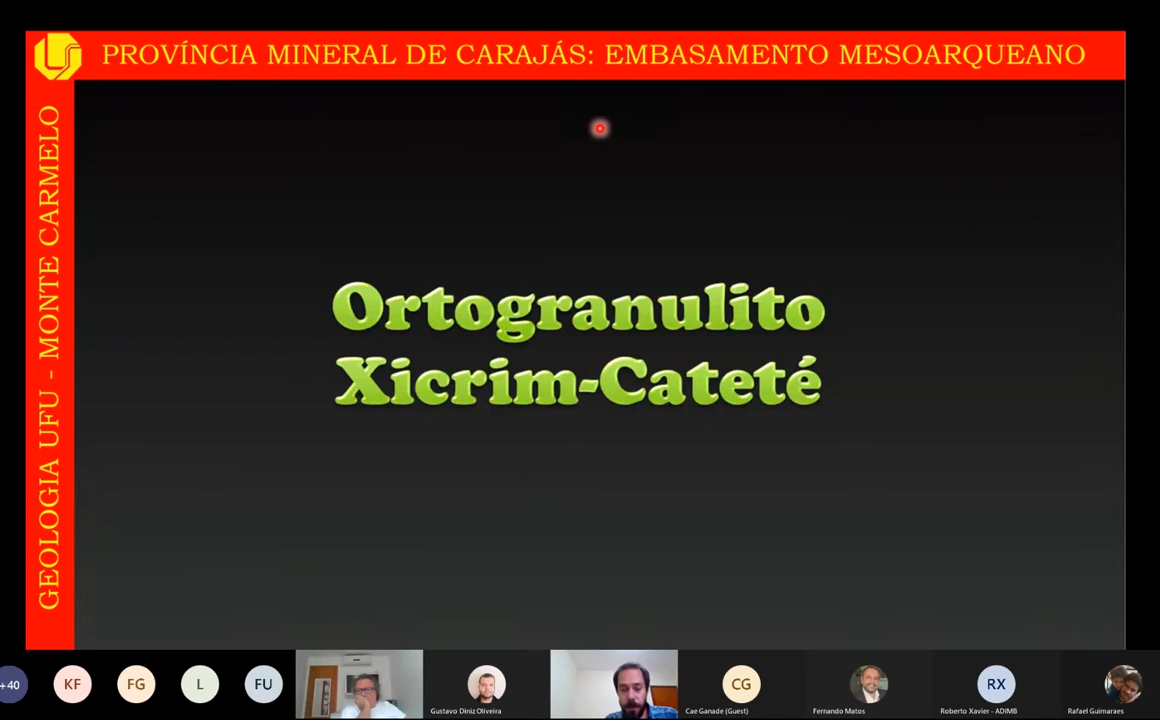 PROVÍNCIA MINERAL DE CARAJÁS: EMBASAMENTO MESOARQUEANO
GEOLOGIA UFU - MONTE CARMELO
Ortogranulito
Xicrim-Cateté
+40
KF
FG
L
FU
Gustavo Diniz Oliveira
CG
Cae Ganade (Guest)
Fernando Matos
RX
Roberto Xavier - ADIMB
Rafael Guimaraes